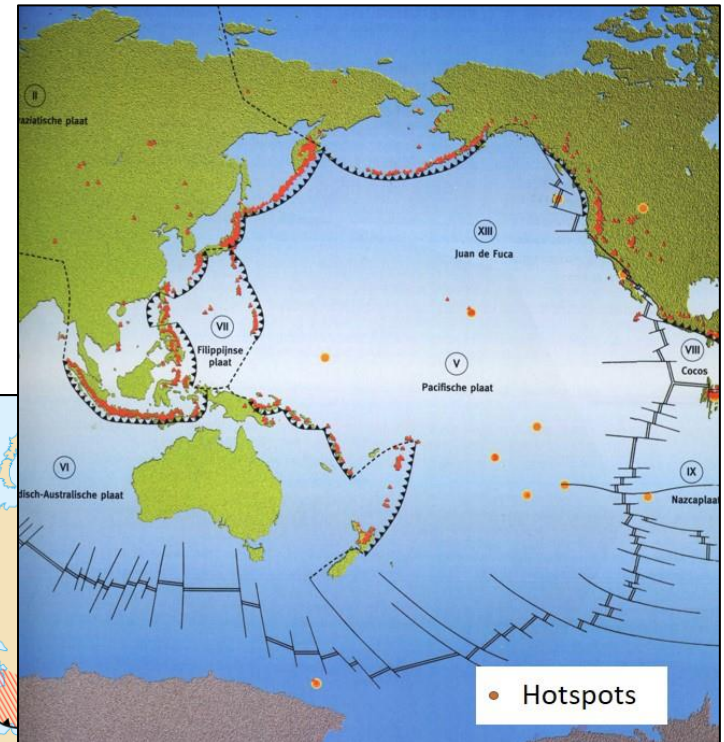 II
raziatische plaat
XIII
Juan de Fuca
VII
Filippijnse
plaat
V
Pacifische plaat
VIII
Cocos
VI
disch-Australische plaat
IX
Nazcaplaat
Hotspots